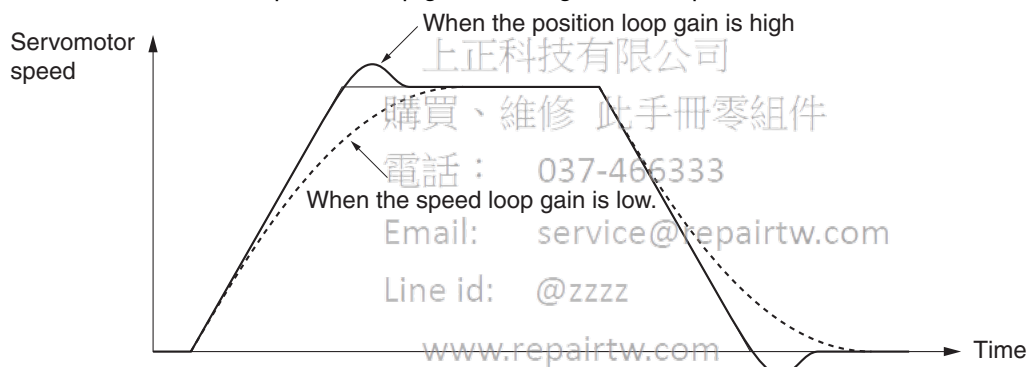 When the position loop gain is high
Servomotor
speed
上正科技有限公司
購買、維修 此手冊零組件
電話： 037-466333
When the speed loop gain is low.
Email: service@repairtw.com
Line id: @zzzz
www.repairtw.com
Time